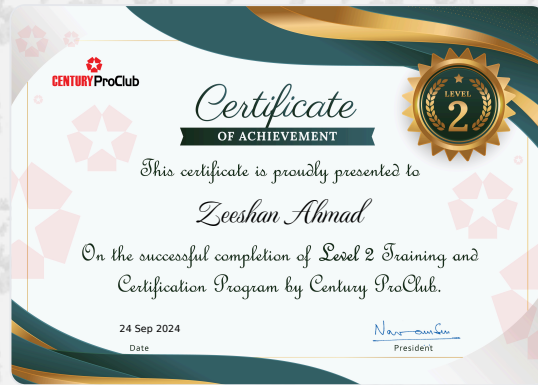 CENTURY ProClub
Certificate
OF ACHIEVEMENT
LEVEL
2
This certificate is proudly presented to
Zeeshan Ahmad
On the successful completion of Level 2 Training and
Certification Program by Century ProClub.
24 Sep 2024
Date
President